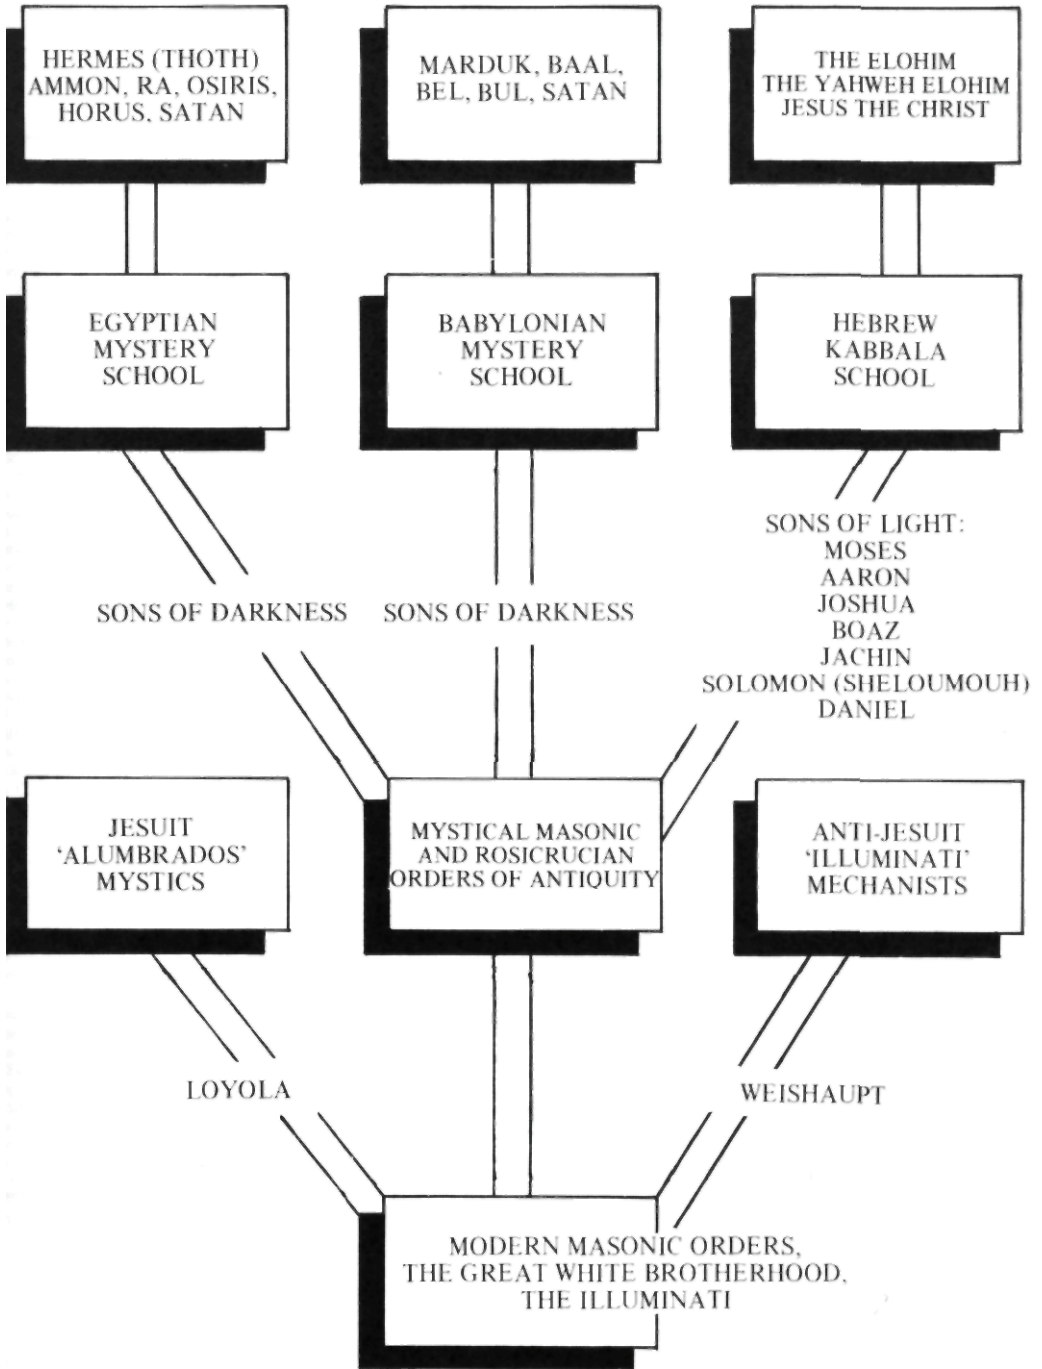 HERMES (THOTH)
AMMON, RA, OSIRIS,
HORUS, SATAN
MARDUK, BAAL,
BEL, BUL, SATAN
THE ELOHIM
THE YAHWEH ELOHIM
JESUS THE CHRIST
EGYPTIAN
MYSTERY
SCHOOL
BABYLONIAN
MYSTERY
SCHOOL
HEBREW
KABBALA
SCHOOL
SONS OF DARKNESS
SONS OF DARKNESS
SONS OF LIGHT:
MOSES
AARON
JOSHUA
BOAZ
JACHIN
SOLOMON (SHELOUMOUH)
DANIEL
JESUIT
‘ALUMBRADOS’
MYSTICS
MYSTICAL MASONIC
AND ROSICRUCIAN
ORDERS OF ANTIQUITY
ANTI-JESUIT
‘ILLUMINATI’
MECHANISTS
LOYOLA
WEISHAUPT
MODERN MASONIC ORDERS,
THE GREAT WHITE BROTHERHOOD,
THE ILLUMINATI